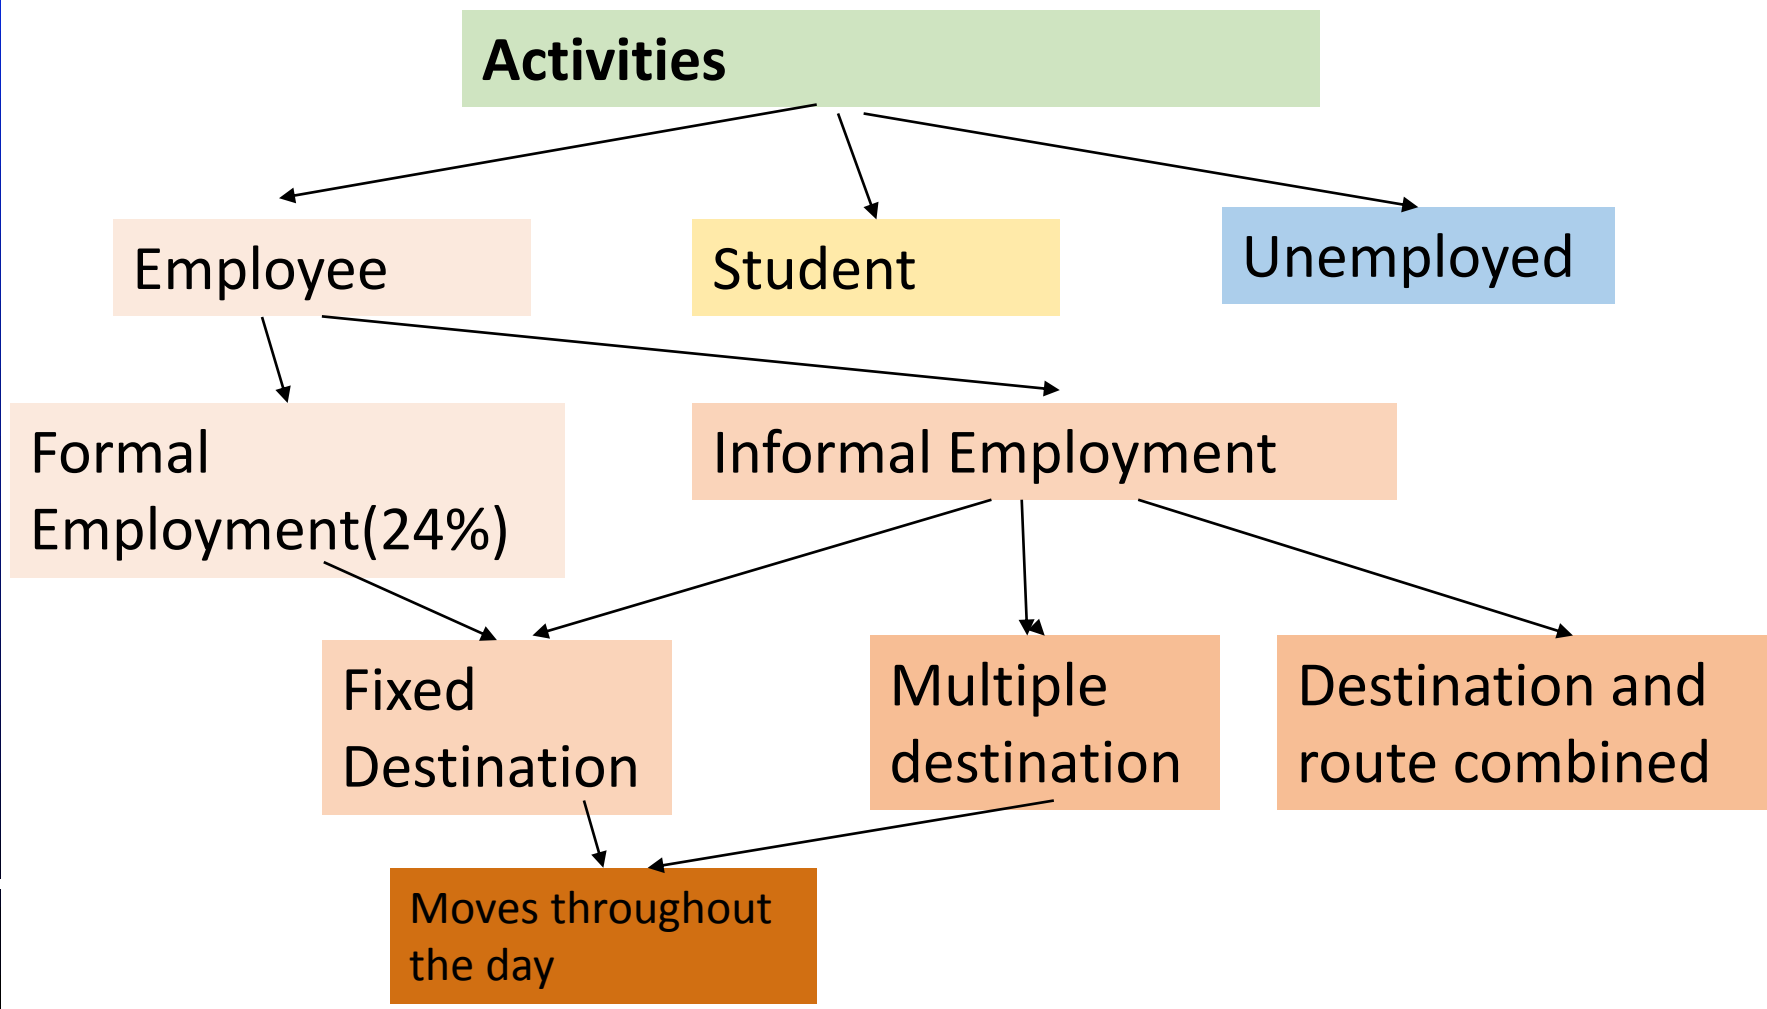 Activities
Employee
Student
Unemployed
Formal
Employment(24%)
Informal Employment
Fixed
Destination
Multiple
destination
Destination and
route combined
Moves throughout
the day